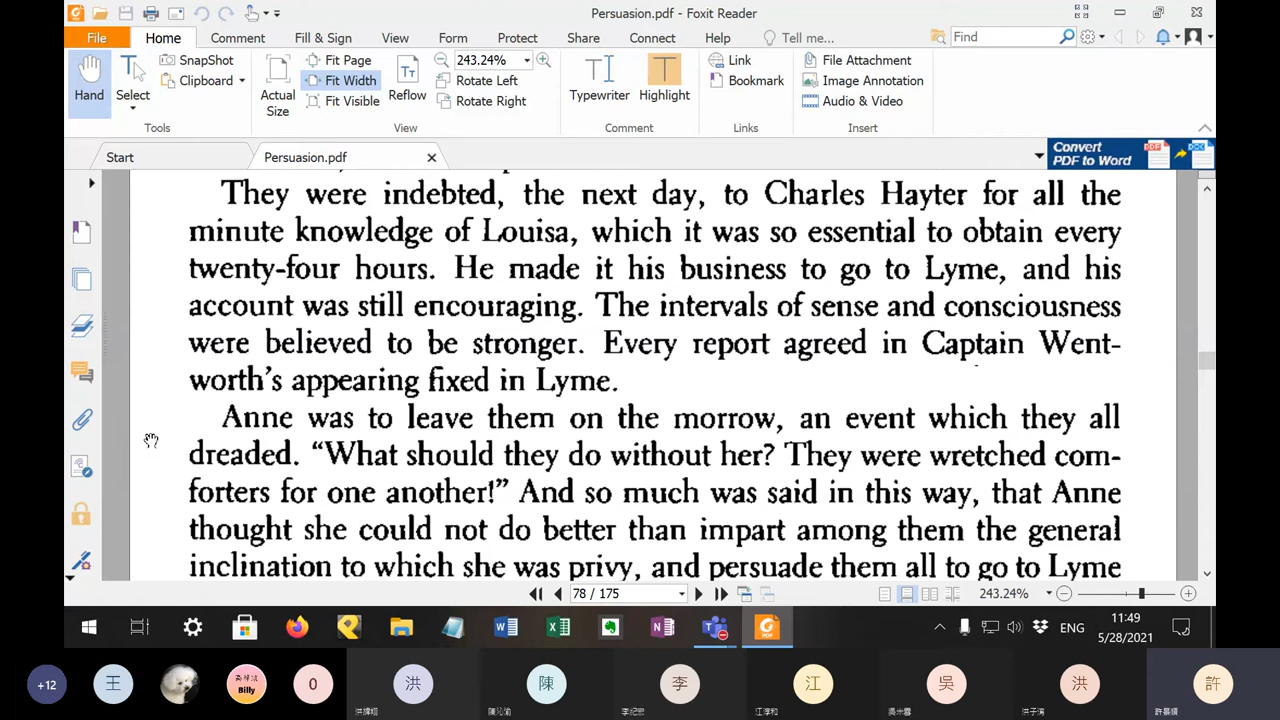 Persuasion.pdf - Foxit Reader
File Home Comment Fill & Sign View Form Protect Share Connect Help Tell me... Find
Hand
Select
SnapShot
Clipboard
Tools
Actual Size
Fit Page
Fit Width
Fit Visible
Reflow
243.24%
Rotate Left
Rotate Right
View
Typewriter
Highlight
Comment
Link
Bookmark
Links
File Attachment
Image Annotation
Audio & Video
Insert
Start Persuasion.pdf
Convert
PDF to Word
They were indebted, the next day, to Charles Hayter for all the
minute knowledge of Louisa, which it was so essential to obtain every
twenty-four hours. He made it his business to go to Lyme, and his
account was still encouraging. The intervals of sense and consciousness
were believed to be stronger. Every report agreed in Captain Went-
worth's appearing fixed in Lyme.
Anne was to leave them on the morrow, an event which they all
dreaded. “What should they do without her? They were wretched com-
forters for one another!” And so much was said in this way, that Anne
thought she could not do better than impart among them the general
inclination to which she was privy, and persuade them all to go to Lyme
78 / 175
243.24%
ENG
11:49
5/28/2021
+12 王 Billy 0 洪 陳 李 江 吳 洪 許